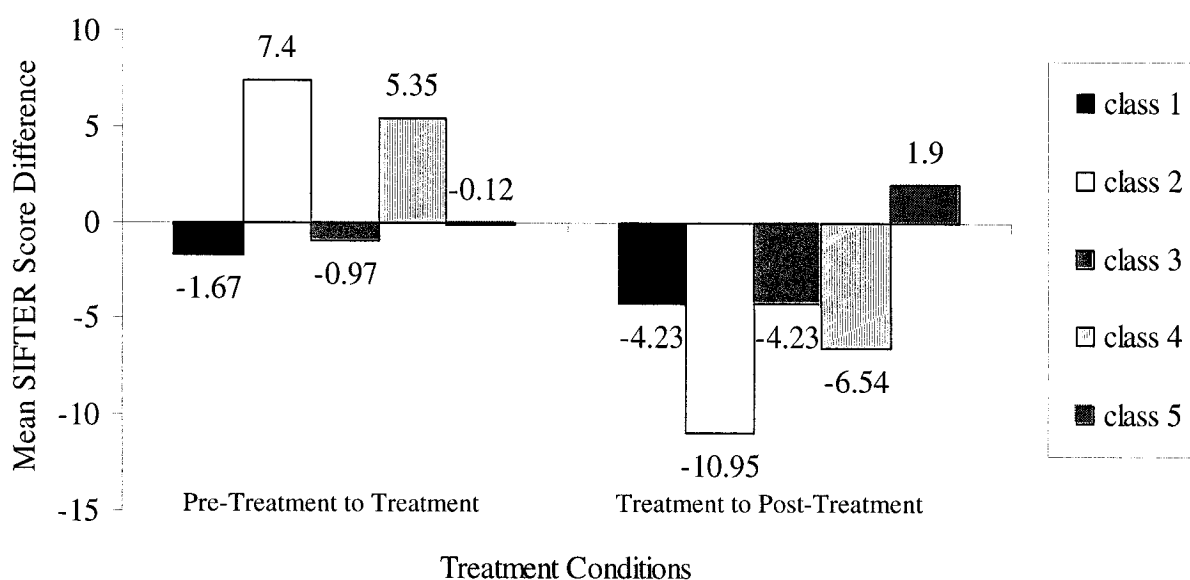 Mean SIFTER Score Difference
10
5
0
-5
-10
-15
7.4
5.35
-0.12
-1.67
-0.97
1.9
-4.23
-4.23
-6.54
-10.95
Pre-Treatment to Treatment
Treatment to Post-Treatment
Treatment Conditions
class 1
class 2
class 3
class 4
class 5